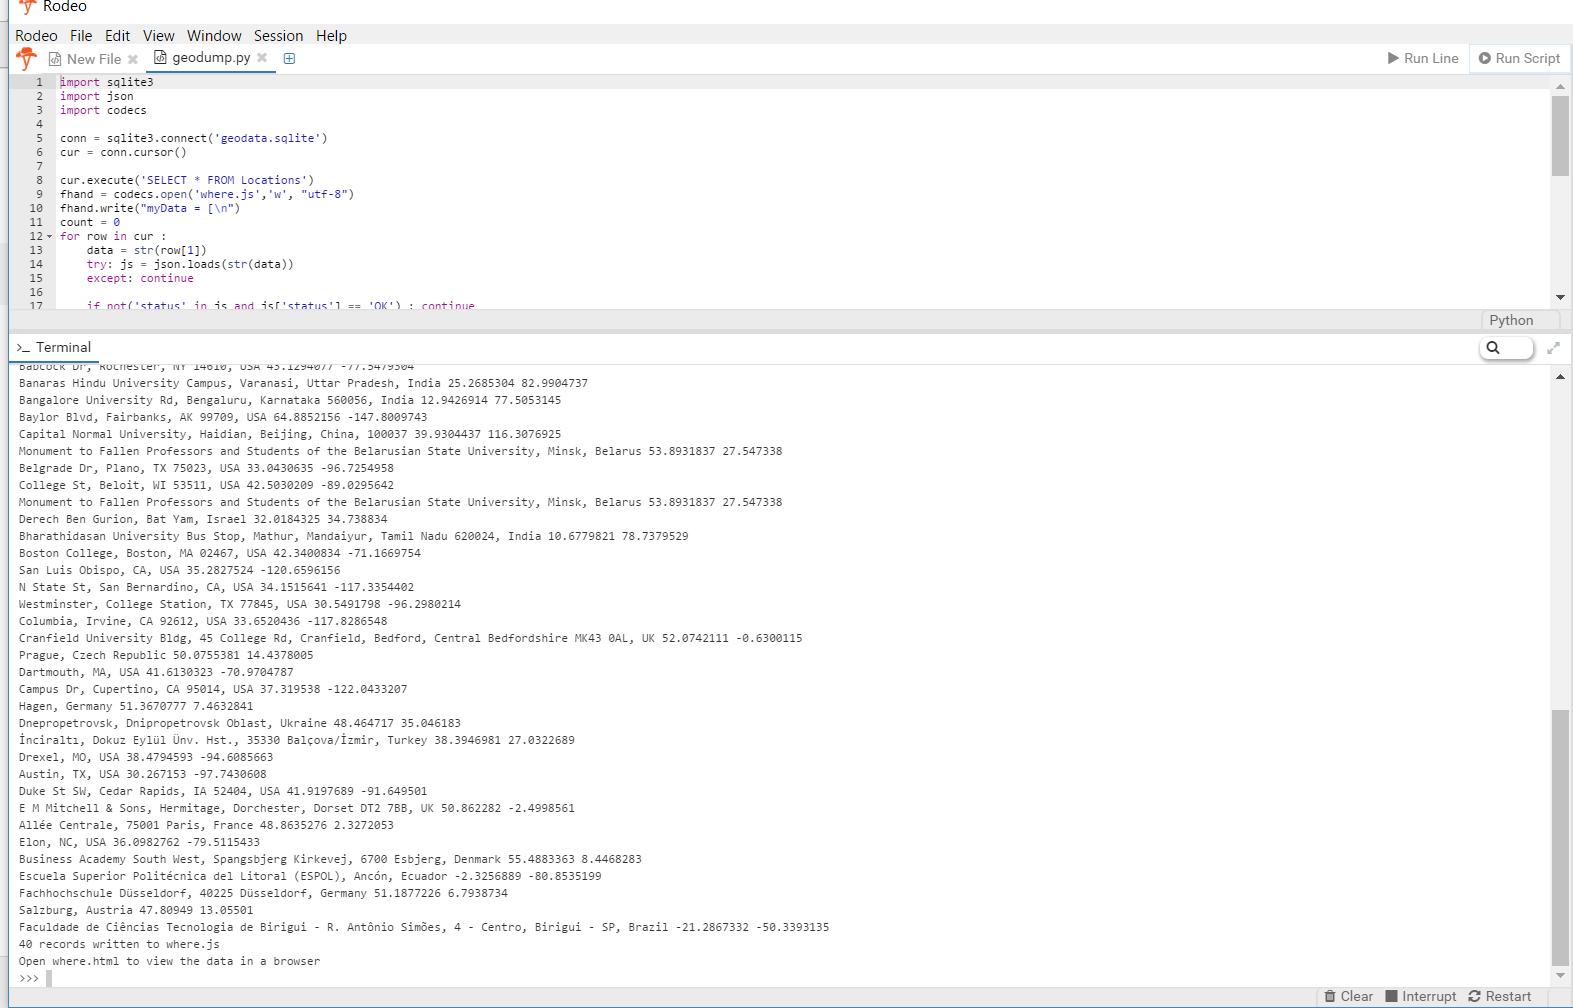 Rodeo
Rodeo File Edit View Window Session Help
New File geodump.py Run Line Run Script
1 import sqlite3
2 import json
3 import codecs
4
5 conn = sqlite3.connect('geodata.sqlite')
6 cur = conn.cursor()
7
8 cur.execute('SELECT * FROM Locations')
9 fhand = codecs.open('where.js','w', "utf-8")
10 fhand.write("myData = [\n")
11 count = 0
12 for row in cur :
13 data = str(row[1])
14 try: js = json.loads(str(data))
15 except: continue
16
17 if not('status' in js and js['status'] == 'OK') : continue
Python
>_ Terminal
Babcock Dr, Rochester, NY 14610, USA 43.1294077 -77.5479304
Banaras Hindu University Campus, Varanasi, Uttar Pradesh, India 25.2685304 82.9904737
Bangalore University Rd, Bengaluru, Karnataka 560056, India 12.9426914 77.5053145
Baylor Blvd, Fairbanks, AK 99709, USA 64.8852156 -147.8009743
Capital Normal University, Haidian, Beijing, China, 100037 39.9304437 116.3076925
Monument to Fallen Professors and Students of the Belarusian State University, Minsk, Belarus 53.8931837 27.547338
Belgrade Dr, Plano, TX 75023, USA 33.0430635 -96.7254958
College St, Beloit, WI 53511, USA 42.5030209 -89.0295642
Monument to Fallen Professors and Students of the Belarusian State University, Minsk, Belarus 53.8931837 27.547338
Derech Ben Gurion, Bat Yam, Israel 32.0184325 34.738834
Bharathidasan University Bus Stop, Mathur, Mandaiyur, Tamil Nadu 620024, India 10.6779821 78.7379529
Boston College, Boston, MA 02467, USA 42.3400834 -71.1669754
San Luis Obispo, CA, USA 35.2827524 -120.6596156
N State St, San Bernardino, CA, USA 34.1515641 -117.3354402
Westminster, College Station, TX 77845, USA 30.5491798 -96.2980214
Columbia, Irvine, CA 92612, USA 33.6520436 -117.8286548
Cranfield University Bldg, 45 College Rd, Cranfield, Bedford, Central Bedfordshire MK43 0AL, UK 52.0742111 -0.6300115
Prague, Czech Republic 50.0755381 14.4378005
Dartmouth, MA, USA 41.6130323 -70.9704787
Campus Dr, Cupertino, CA 95014, USA 37.319538 -122.0433207
Hagen, Germany 51.3670777 7.4632841
Dnepropetrovsk, Dnipropetrovsk Oblast, Ukraine 48.464717 35.046183
İnciraltı, Dokuz Eylül Ünv. Hst., 35330 Balçova/İzmir, Turkey 38.3946981 27.0322689
Drexel, MO, USA 38.4794593 -94.6085663
Austin, TX, USA 30.267153 -97.7430608
Duke St SW, Cedar Rapids, IA 52404, USA 41.9197689 -91.649501
E M Mitchell & Sons, Hermitage, Dorchester, Dorset DT2 7BB, UK 50.862282 -2.4998561
Allée Centrale, 75001 Paris, France 48.8635276 2.3272053
Elon, NC, USA 36.0982762 -79.5115433
Business Academy South West, Spangsbjerg Kirkevej, 6700 Esbjerg, Denmark 55.4883363 8.4468283
Escuela Superior Politécnica del Litoral (ESPOL), Ancón, Ecuador -2.3256889 -80.8535199
Fachhochschule Düsseldorf, 40225 Düsseldorf, Germany 51.1877226 6.7938734
Salzburg, Austria 47.80949 13.05501
Faculdade de Ciências Tecnologia de Birigui - R. Antônio Simões, 4 - Centro, Birigui - SP, Brazil -21.2867332 -50.3393135
40 records written to where.js
Open where.html to view the data in a browser
>>>
Clear Interrupt Restart